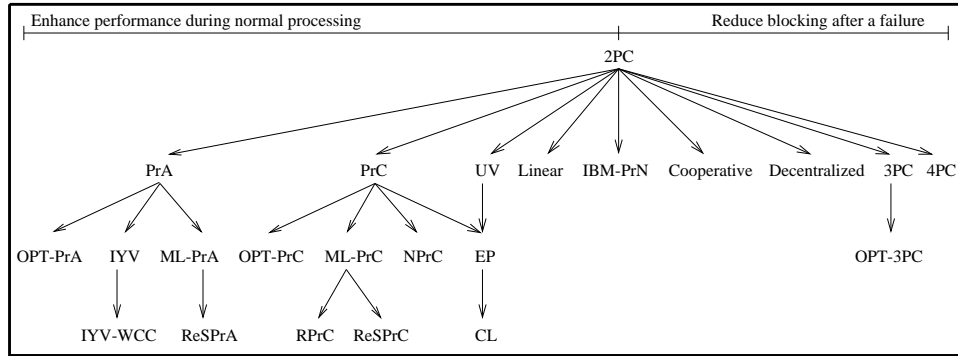 Enhance performance during normal processing Reduce blocking after a failure
2PC
PrA PrC UV Linear IBM-PrN Cooperative Decentralized 3PC 4PC
OPT-PrA IYV ML-PrA OPT-PrC ML-PrC NPrC EP OPT-3PC
IYV-WCC ReSPrA RPrC ReSPrC CL